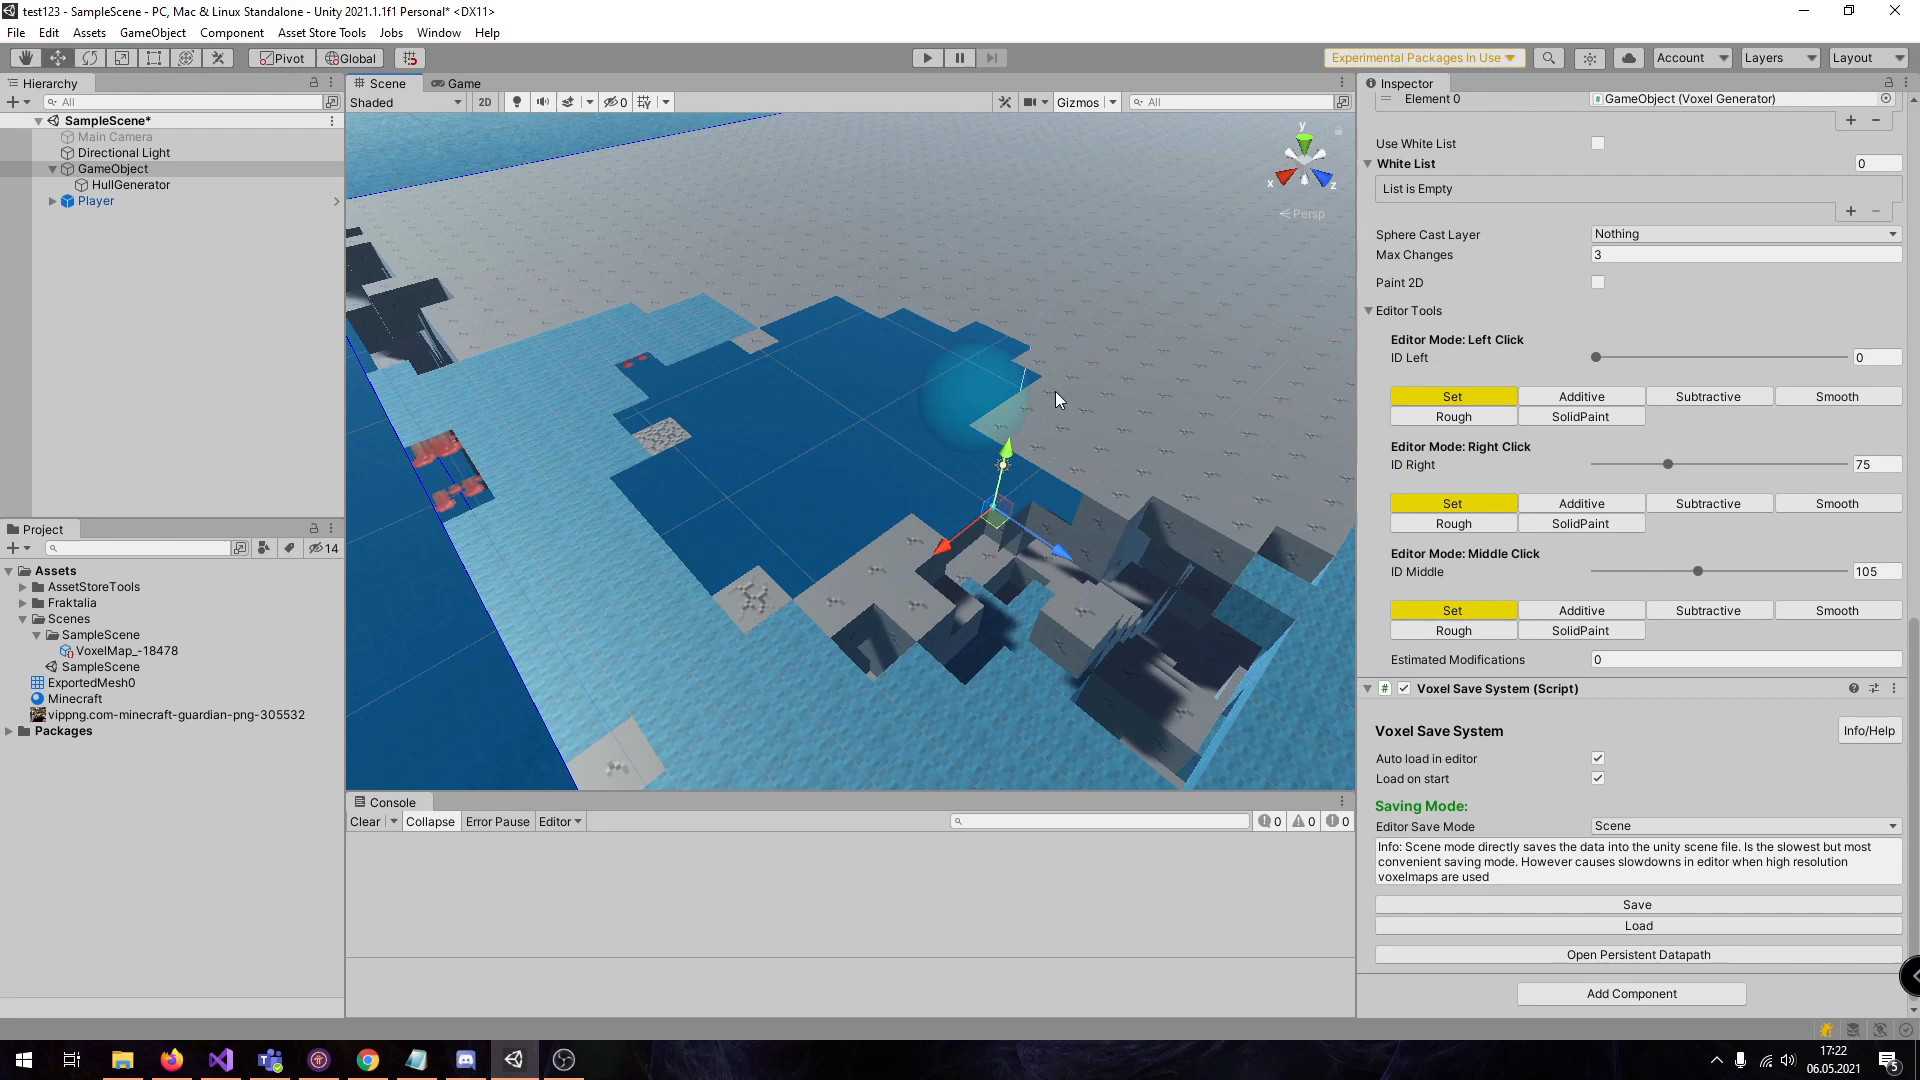 test123 - SampleScene - PC, Mac & Linux Standalone - Unity 2021.1.1f1 Personal* <DX11>
File Edit Assets GameObject Component Asset Store Tools Jobs Window Help
Pivot Global Experimental Packages In Use Account Layers Layout
Hierarchy
All
SampleScene*
Main Camera
Directional Light
GameObject
HullGenerator
Player
Project
14
Assets
AssetStoreTools
Fraktalia
Scenes
SampleScene
VoxelMap_-18478
SampleScene
ExportedMesh0
Minecraft
vippng.com-minecraft-guardian-png-305532
Packages
Scene Game
Shaded 2D 0 Gizmos All
y
x z
Persp
Console
Clear Collapse Error Pause Editor 0 0 0
Inspector
Element 0 GameObject (Voxel Generator)
Use White List
White List 0
List is Empty
Sphere Cast Layer Nothing
Max Changes 3
Paint 2D
Editor Tools
Editor Mode: Left Click
ID Left 0
Set Additive Subtractive Smooth
Rough SolidPaint
Editor Mode: Right Click
ID Right 75
Set Additive Subtractive Smooth
Rough SolidPaint
Editor Mode: Middle Click
ID Middle 105
Set Additive Subtractive Smooth
Rough SolidPaint
Estimated Modifications 0
# Voxel Save System (Script)
Voxel Save System Info/Help
Auto load in editor
Load on start
Saving Mode:
Editor Save Mode Scene
Info: Scene mode directly saves the data into the unity scene file. Is the slowest but most
convenient saving mode. However causes slowdowns in editor when high resolution
voxelmaps are used
Save
Load
Open Persistent Datapath
Add Component
17:22
06.05.2021
5